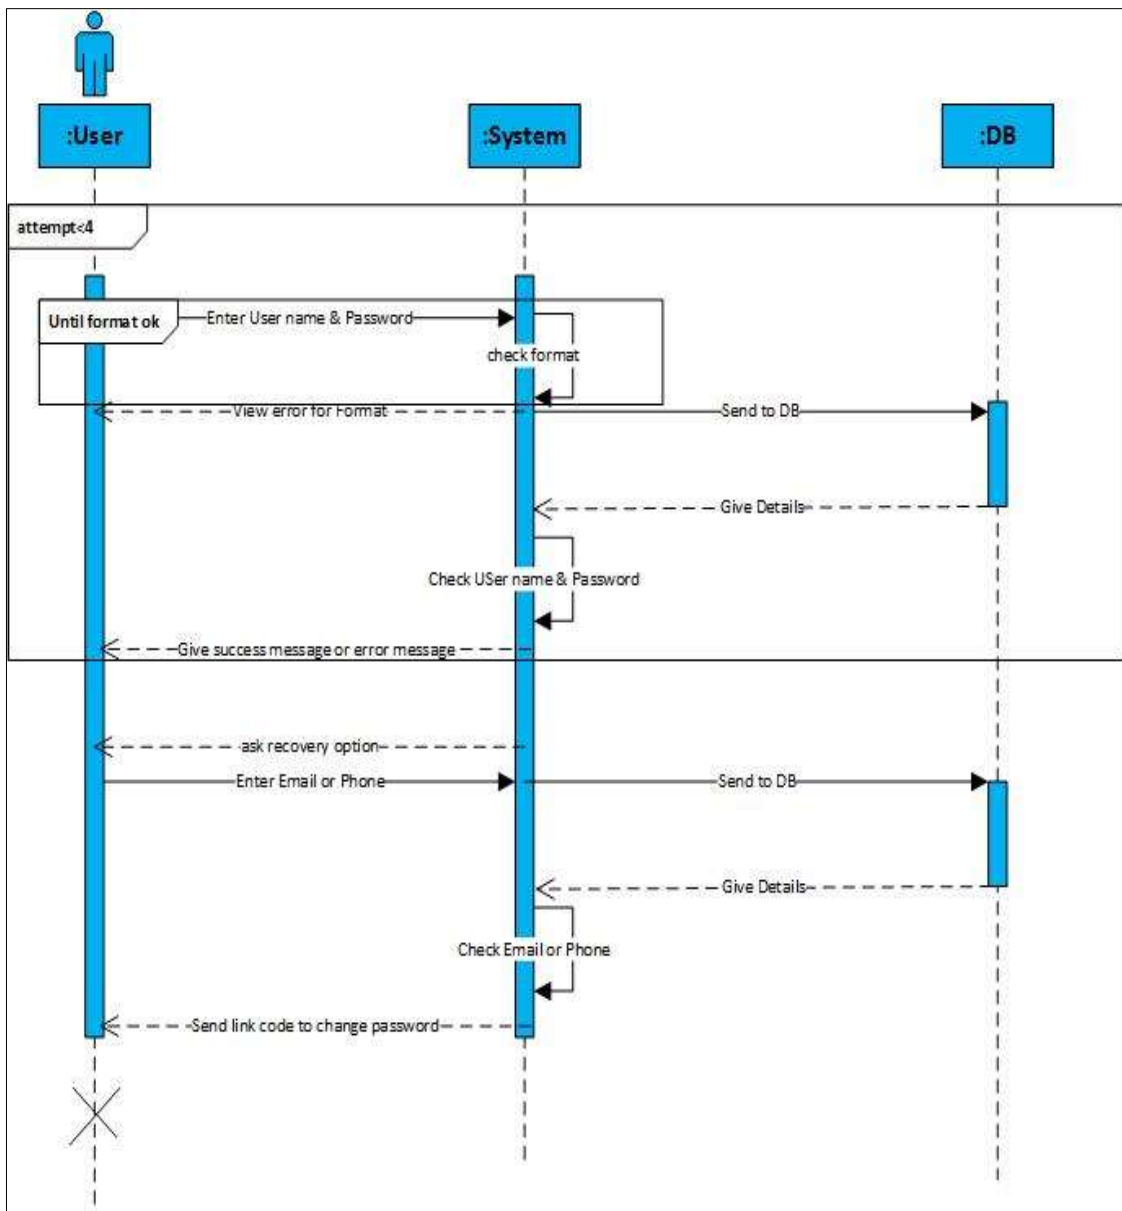 :User
:System
:DB
attempt<4
Until format ok
Enter User name & Password
check format
View error for Format
Send to DB
Give Details
Check USer name & Password
Give success message or error message
ask recovery option
Enter Email or Phone
Send to DB
Give Details
Check Email or Phone
Send link code to change password